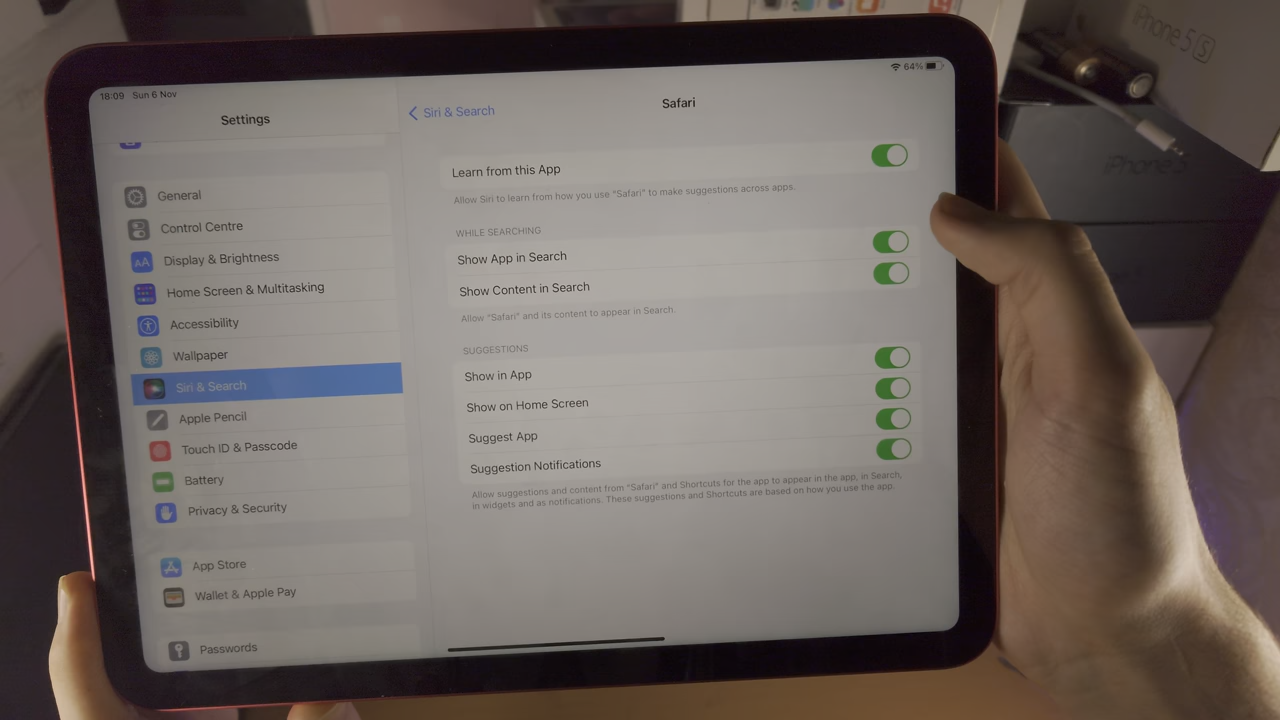 iPhone 5 S
iPhone 5
18:09 Sun 6 Nov
64%
Settings
Siri & Search
Safari
General
Control Centre
Display & Brightness
Home Screen & Multitasking
Accessibility
Wallpaper
Siri & Search
Apple Pencil
Touch ID & Passcode
Battery
Privacy & Security
App Store
Wallet & Apple Pay
Passwords
Learn from this App
Allow Siri to learn from how you use “Safari” to make suggestions across apps.
WHILE SEARCHING
Show App in Search
Show Content in Search
Allow “Safari” and its content to appear in Search.
SUGGESTIONS
Show in App
Show on Home Screen
Suggest App
Suggestion Notifications
Allow suggestions and content from “Safari” and Shortcuts for the app to appear in the app, in Search,
in widgets and as notifications. These suggestions and Shortcuts are based on how you use the app.